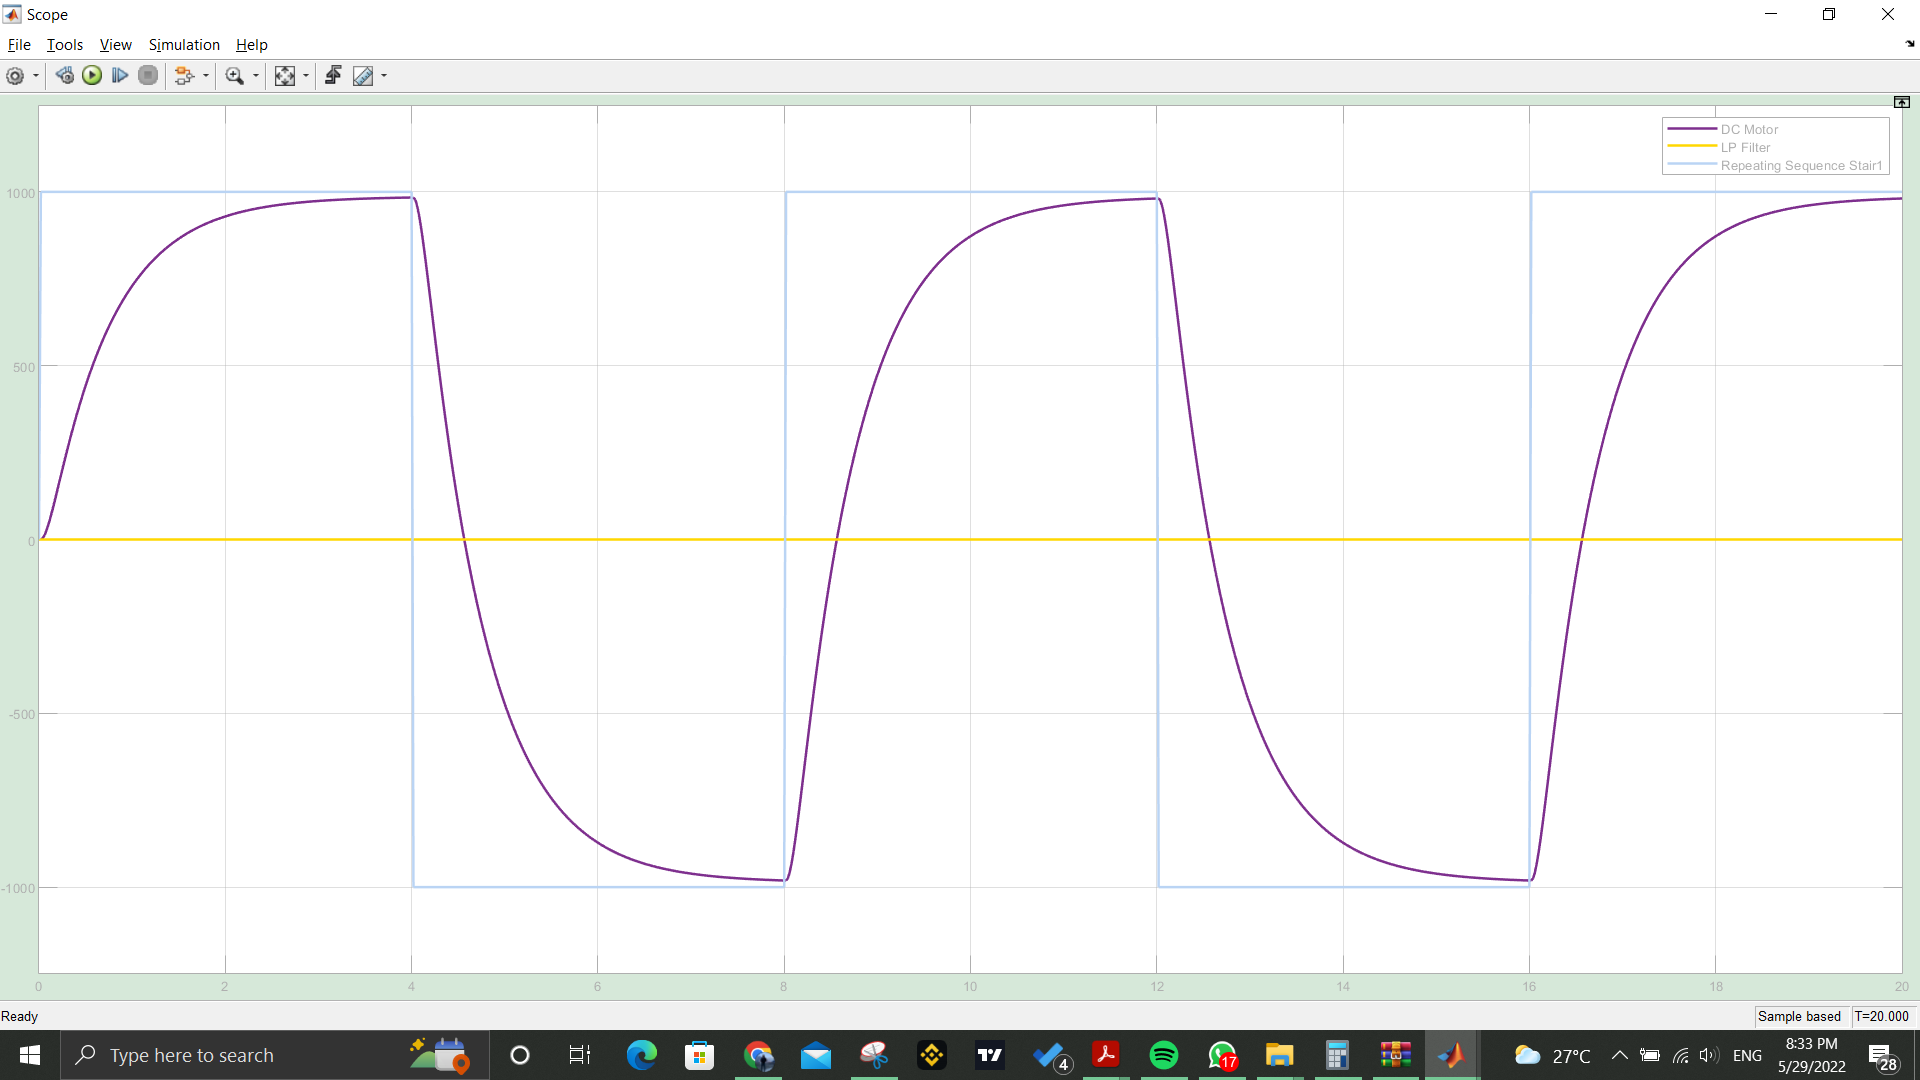 Scope
File Tools View Simulation Help
DC Motor
LP Filter
Repeating Sequence Stair1
1000
500
0
-500
-1000
0 2 4 6 8 10 12 14 16 18 20
Ready
Sample based T=20.000
Type here to search
4
17
27°C
ENG
8:33 PM
5/29/2022
28